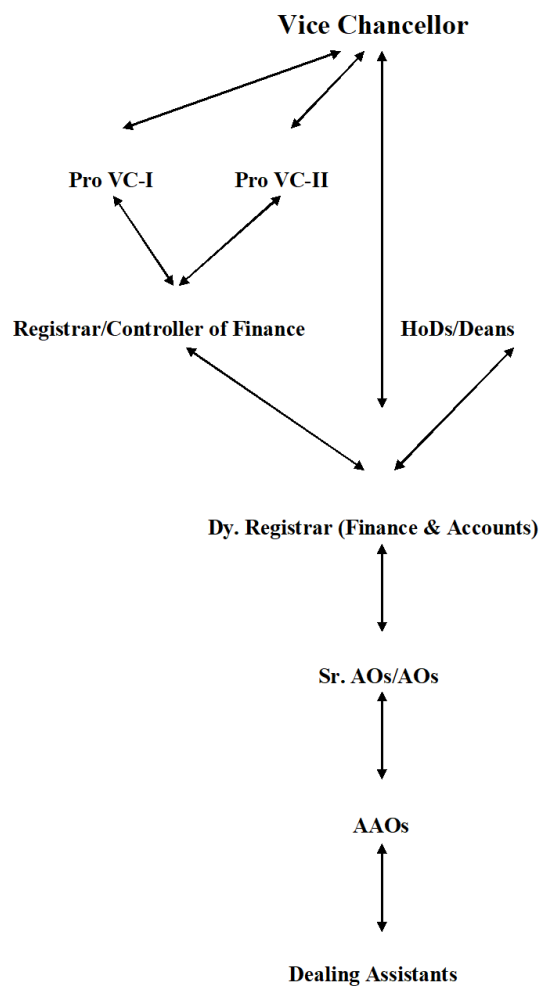 Vice Chancellor
Pro VC-I
Pro VC-II
Registrar/Controller of Finance
HoDs/Deans
Dy. Registrar (Finance & Accounts)
Sr. AOs/AOs
AAOs
Dealing Assistants